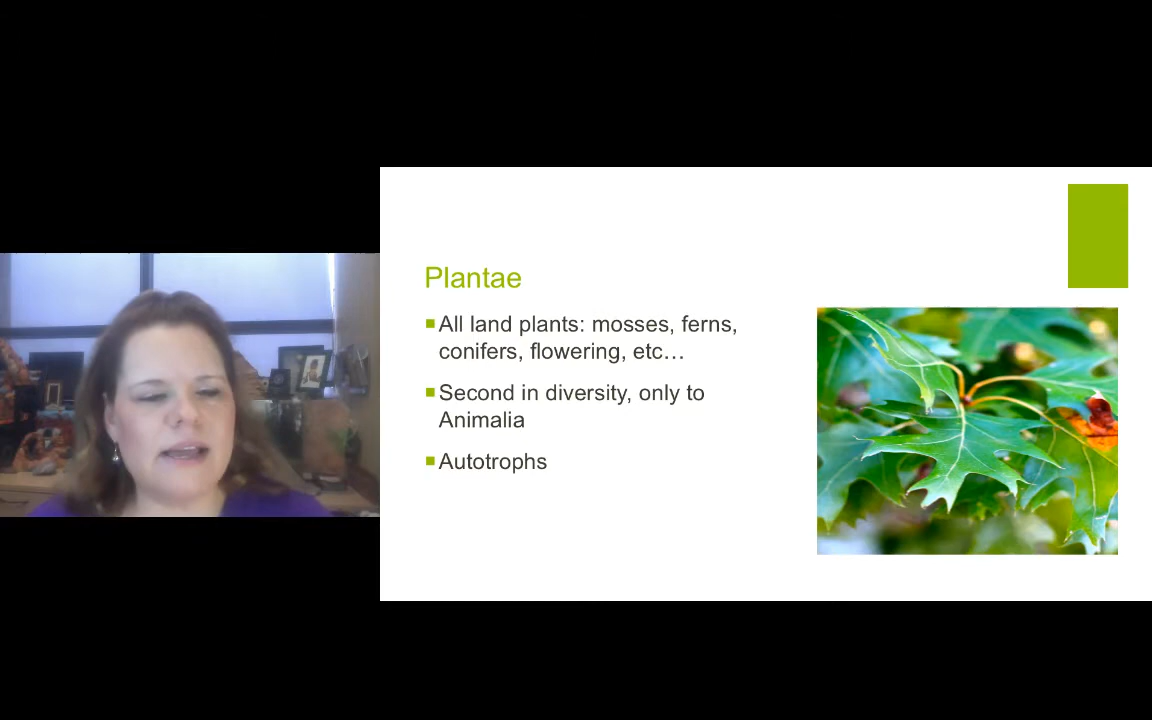 Plantae
All land plants: mosses, ferns,
conifers, flowering, etc…
Second in diversity, only to
Animalia
Autotrophs